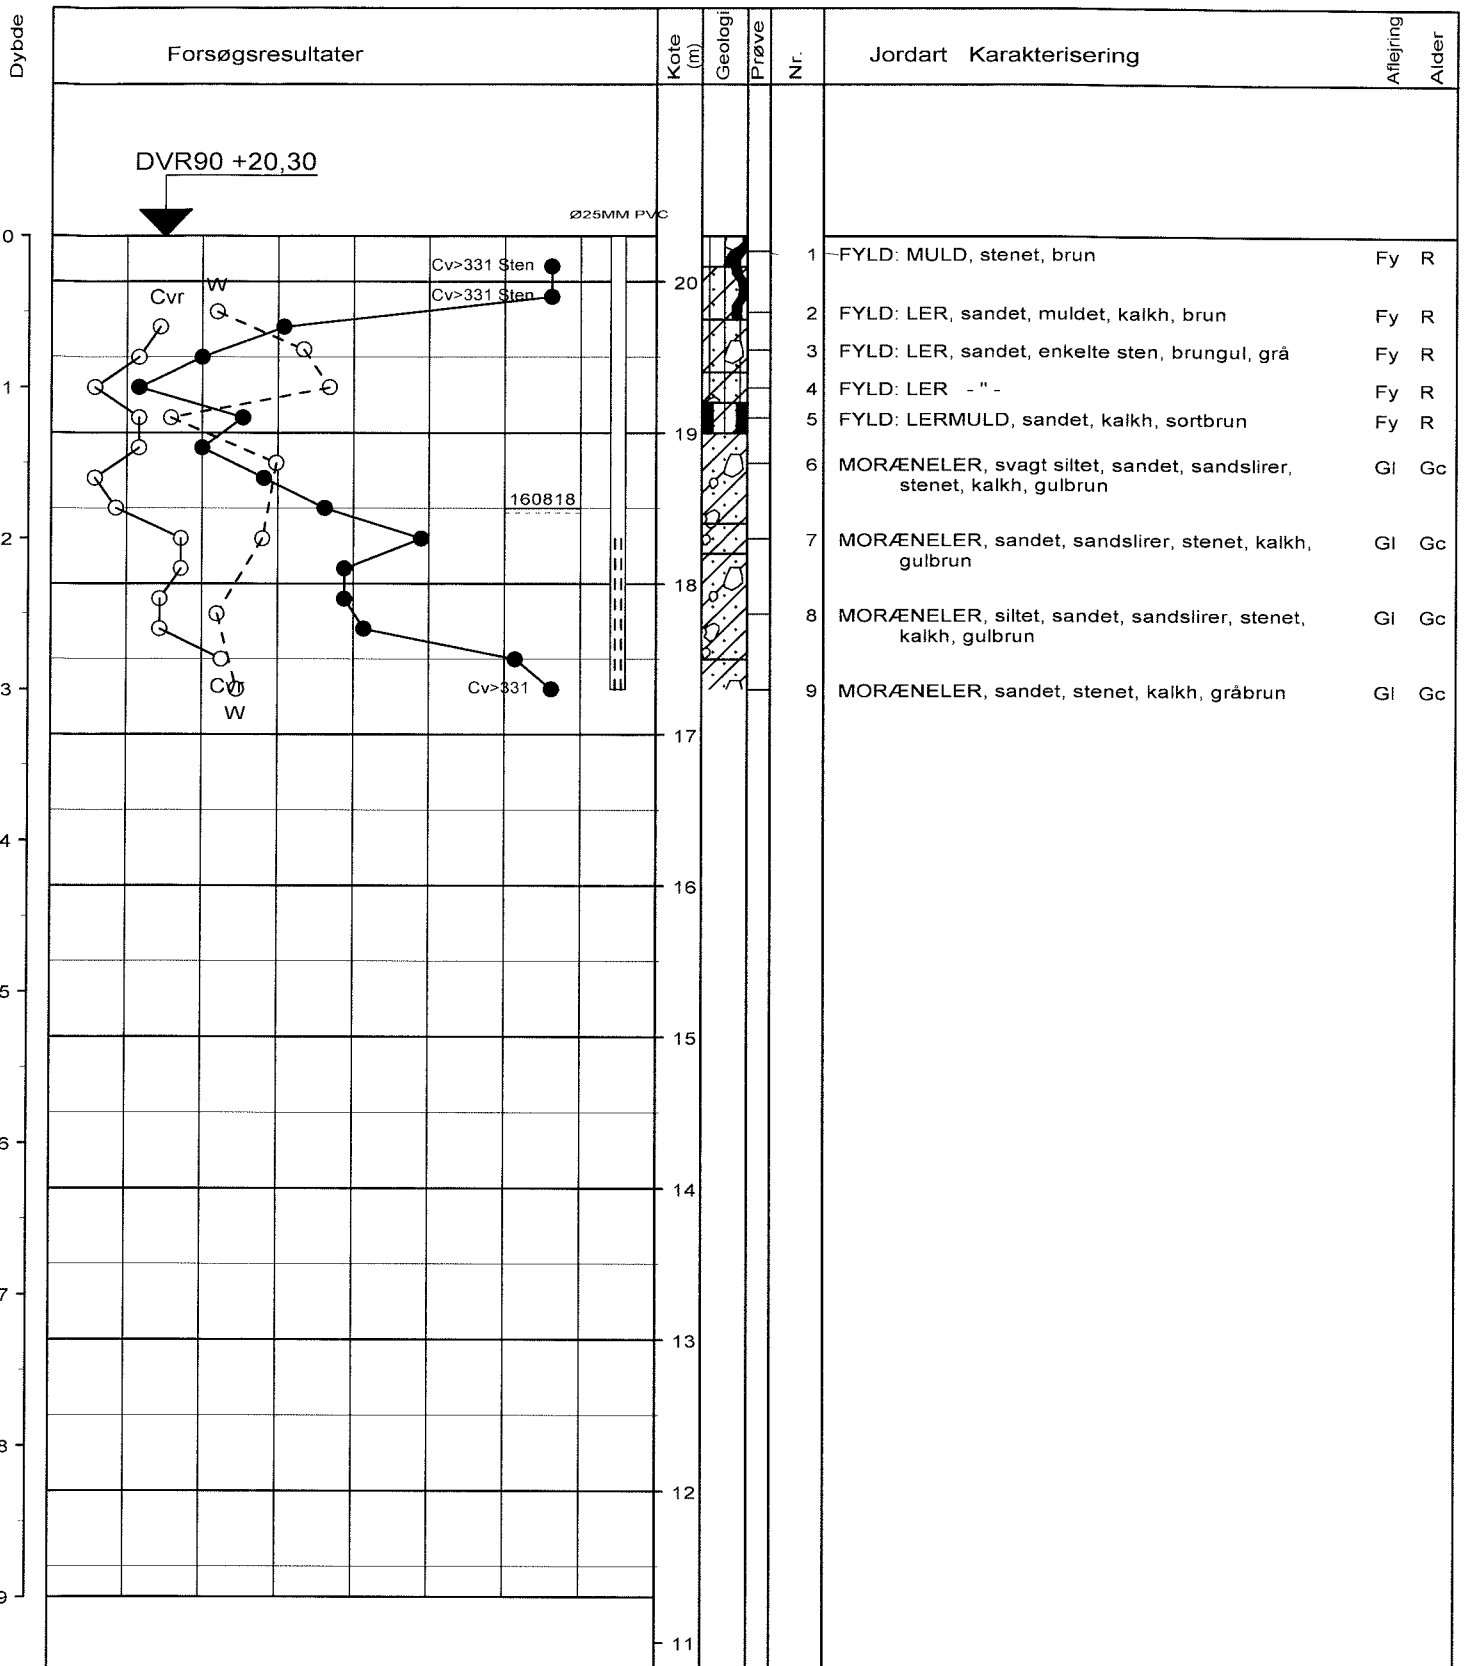 Dybde
Forsøgsresultater
Kote (m)
Geologi
Prøve
Nr.
Jordart Karakterisering
Aflejring
Alder
DVR90 +20,30
Ø25MM PVC
0
Cv>331 Sten
1 FYLD: MULD, stenet, brun Fy R
20
Cvr W
Cv>331 Sten
2 FYLD: LER, sandet, muldet, kalkh, brun Fy R
3 FYLD: LER, sandet, enkelte sten, brungul, grå Fy R
1
4 FYLD: LER - " - Fy R
5 FYLD: LERMULD, sandet, kalkh, sortbrun Fy R
19
6 MORÆNELER, svagt siltet, sandet, sandslirer, Gl Gc
stenet, kalkh, gulbrun
160818
2
7 MORÆNELER, sandet, sandslirer, stenet, kalkh, Gl Gc
gulbrun
18
8 MORÆNELER, siltet, sandet, sandslirer, stenet, Gl Gc
kalkh, gulbrun
3
Cvr
Cv>331
9 MORÆNELER, sandet, stenet, kalkh, gråbrun Gl Gc
W
17
4
16
5
15
6
14
7
13
8
12
9
11